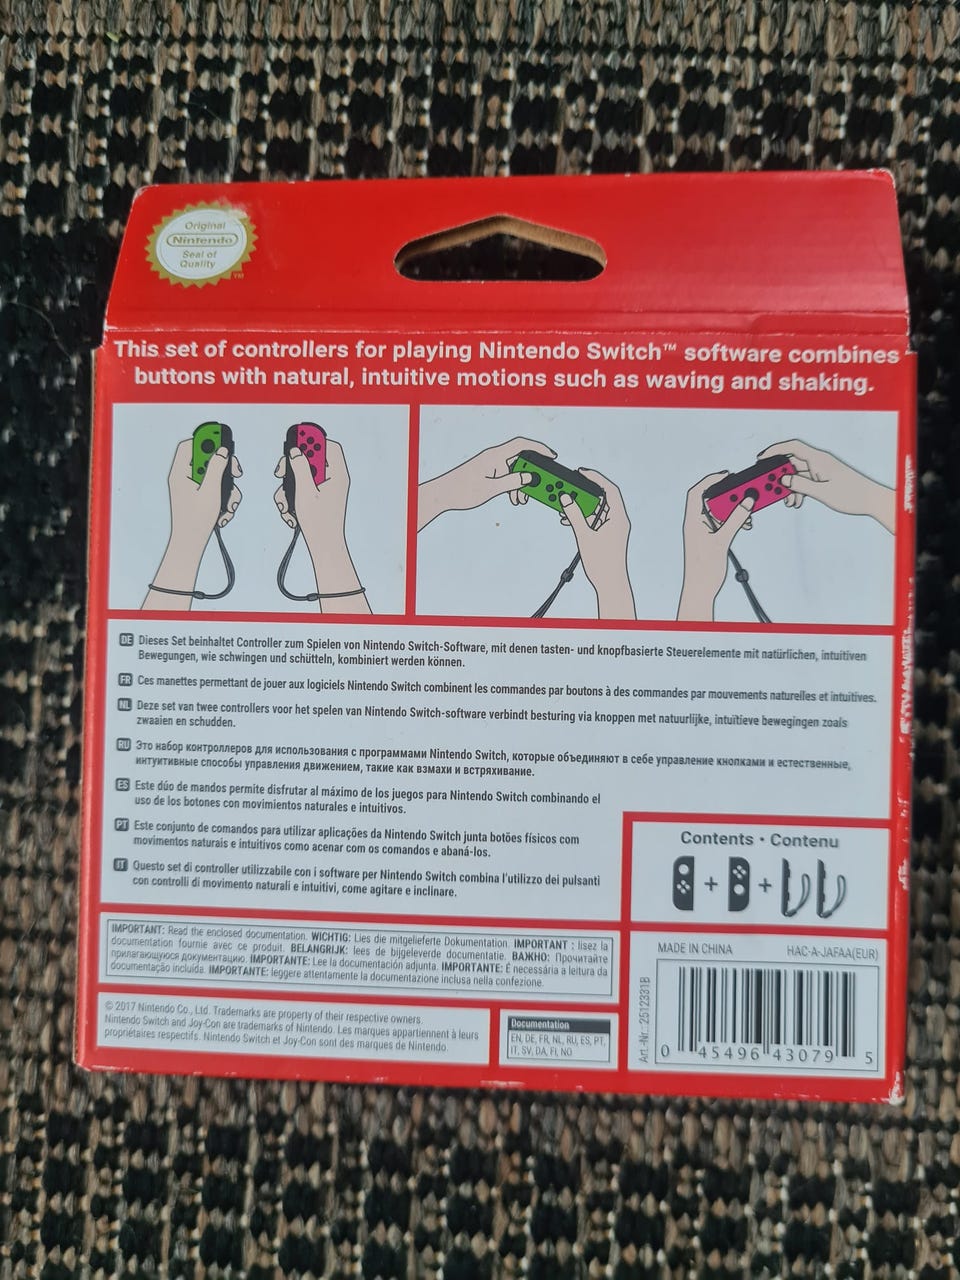 Original
Nintendo
Seal of
Quality
TM
This set of controllers for playing Nintendo Switch™ software combines
buttons with natural, intuitive motions such as waving and shaking.
DE Dieses Set beinhaltet Controller zum Spielen von Nintendo Switch-Software, mit denen tasten- und knopfbasierte Steuerelemente mit natürlichen, intuitiven
Bewegungen, wie schwingen und schütteln, kombiniert werden können.
FR Ces manettes permettant de jouer aux logiciels Nintendo Switch combinent les commandes par boutons à des commandes par mouvements naturelles et intuitives.
NL Deze set van twee controllers voor het spelen van Nintendo Switch-software verbindt besturing via knoppen met natuurlijke, intuïtieve bewegingen zoals
zwaaien en schudden.
RU Это набор контроллеров для использования с программами Nintendo Switch, которые объединяют в себе управление кнопками и естественные,
интуитивные способы управления движением, такие как взмахи и встряхивание.
ES Este dúo de mandos permite disfrutar al máximo de los juegos para Nintendo Switch combinando el
uso de los botones con movimientos naturales e intuitivos.
PT Este conjunto de comandos para utilizar aplicações da Nintendo Switch junta botões físicos com
movimentos naturais e intuitivos como acenar com os comandos e abaná-los.
IT Questo set di controller utilizzabile con i software per Nintendo Switch combina l'utilizzo dei pulsanti
con controlli di movimento naturali e intuitivi, come agitare e inclinare.
Contents • Contenu
+ +
IMPORTANT: Read the enclosed documentation. WICHTIG: Lies die mitgelieferte Dokumentation. IMPORTANT : lisez la
documentation fournie avec ce produit. BELANGRIJK: lees de bijgeleverde documentatie. ВАЖНО: Прочитайте
прилагающуюся документацию. IMPORTANTE: Lee la documentación adjunta. IMPORTANTE: É necessária a leitura da
documentação incluída. IMPORTANTE: leggere attentamente la documentazione inclusa nella confezione.
© 2017 Nintendo Co., Ltd. Trademarks are property of their respective owners.
Nintendo Switch and Joy-Con are trademarks of Nintendo. Les marques appartiennent à leurs
propriétaires respectifs. Nintendo Switch et Joy-Con sont des marques de Nintendo.
Documentation
EN, DE, FR, NL, RU, ES, PT,
IT, SV, DA, FI, NO
MADE IN CHINA HAC-A-JAFAA(EUR)
Art.-Nr. 2512331B
0 45496 43079 5